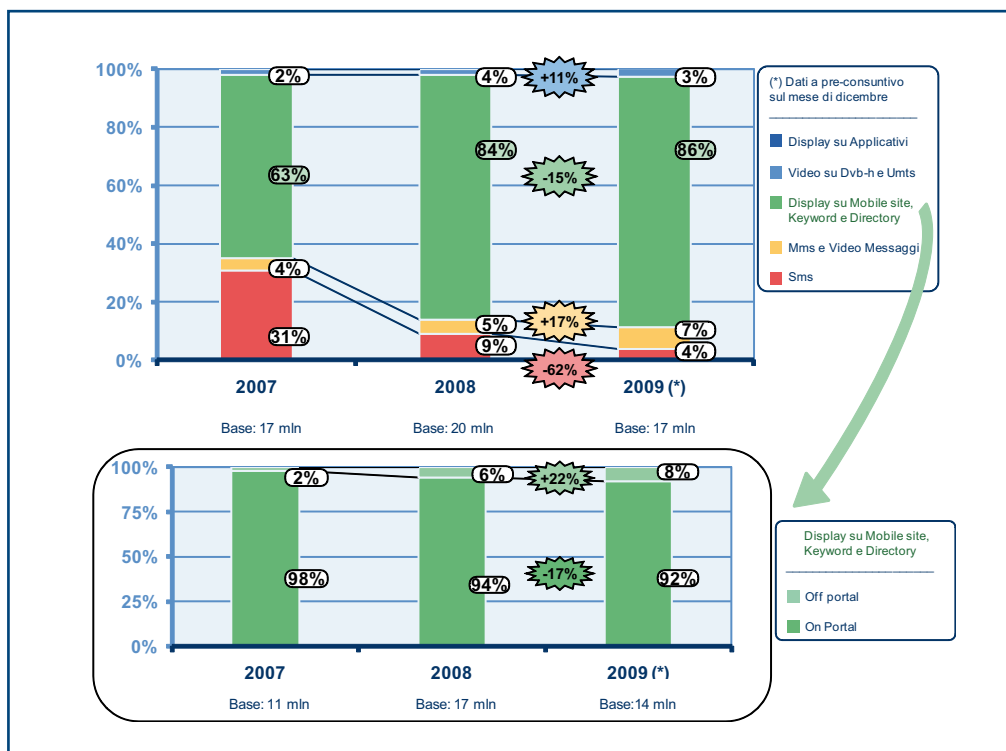 100%
80%
60%
40%
20%
0%
2%
63%
4%
31%
4%
84%
5%
9%
+11%
-15%
+17%
-62%
3%
86%
7%
4%
2007
2008
2009 (*)
Base: 17 mln
Base: 20 mln
Base: 17 mln
(*) Dati a pre-consuntivo
sul mese di dicembre
Display su Applicativi
Video su Dvb-h e Umts
Display su Mobile site,
Keyword e Directory
Mms e Video Messaggi
Sms
100%
75%
50%
25%
0%
2%
98%
6%
94%
+22%
-17%
8%
92%
2007
2008
2009 (*)
Base: 11 mln
Base: 17 mln
Base:14 mln
Display su Mobile site,
Keyword e Directory
Off portal
On Portal